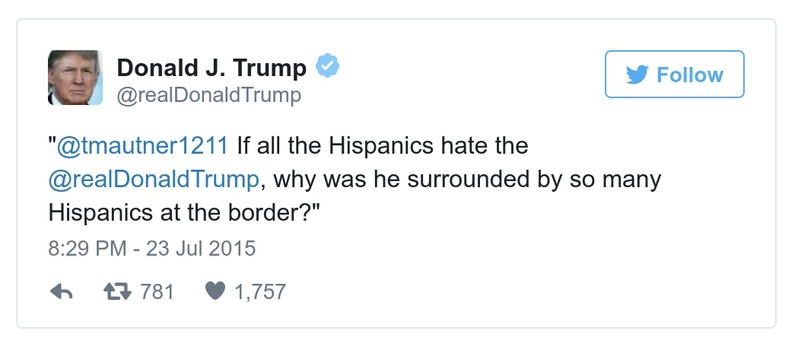 Donald J. Trump
@realDonaldTrump
Follow
"@tmautner1211 If all the Hispanics hate the
@realDonaldTrump, why was he surrounded by so many
Hispanics at the border?"
8:29 PM - 23 Jul 2015
781 1,757